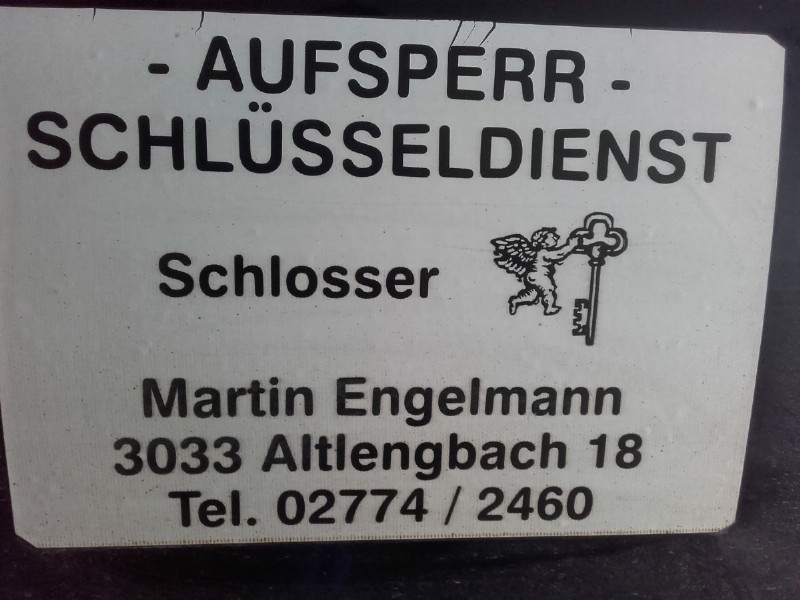 - AUFSPERR -
SCHLÜSSELDIENST
Schlosser
Martin Engelmann
3033 Altlengbach 18
Tel. 02774 / 2460